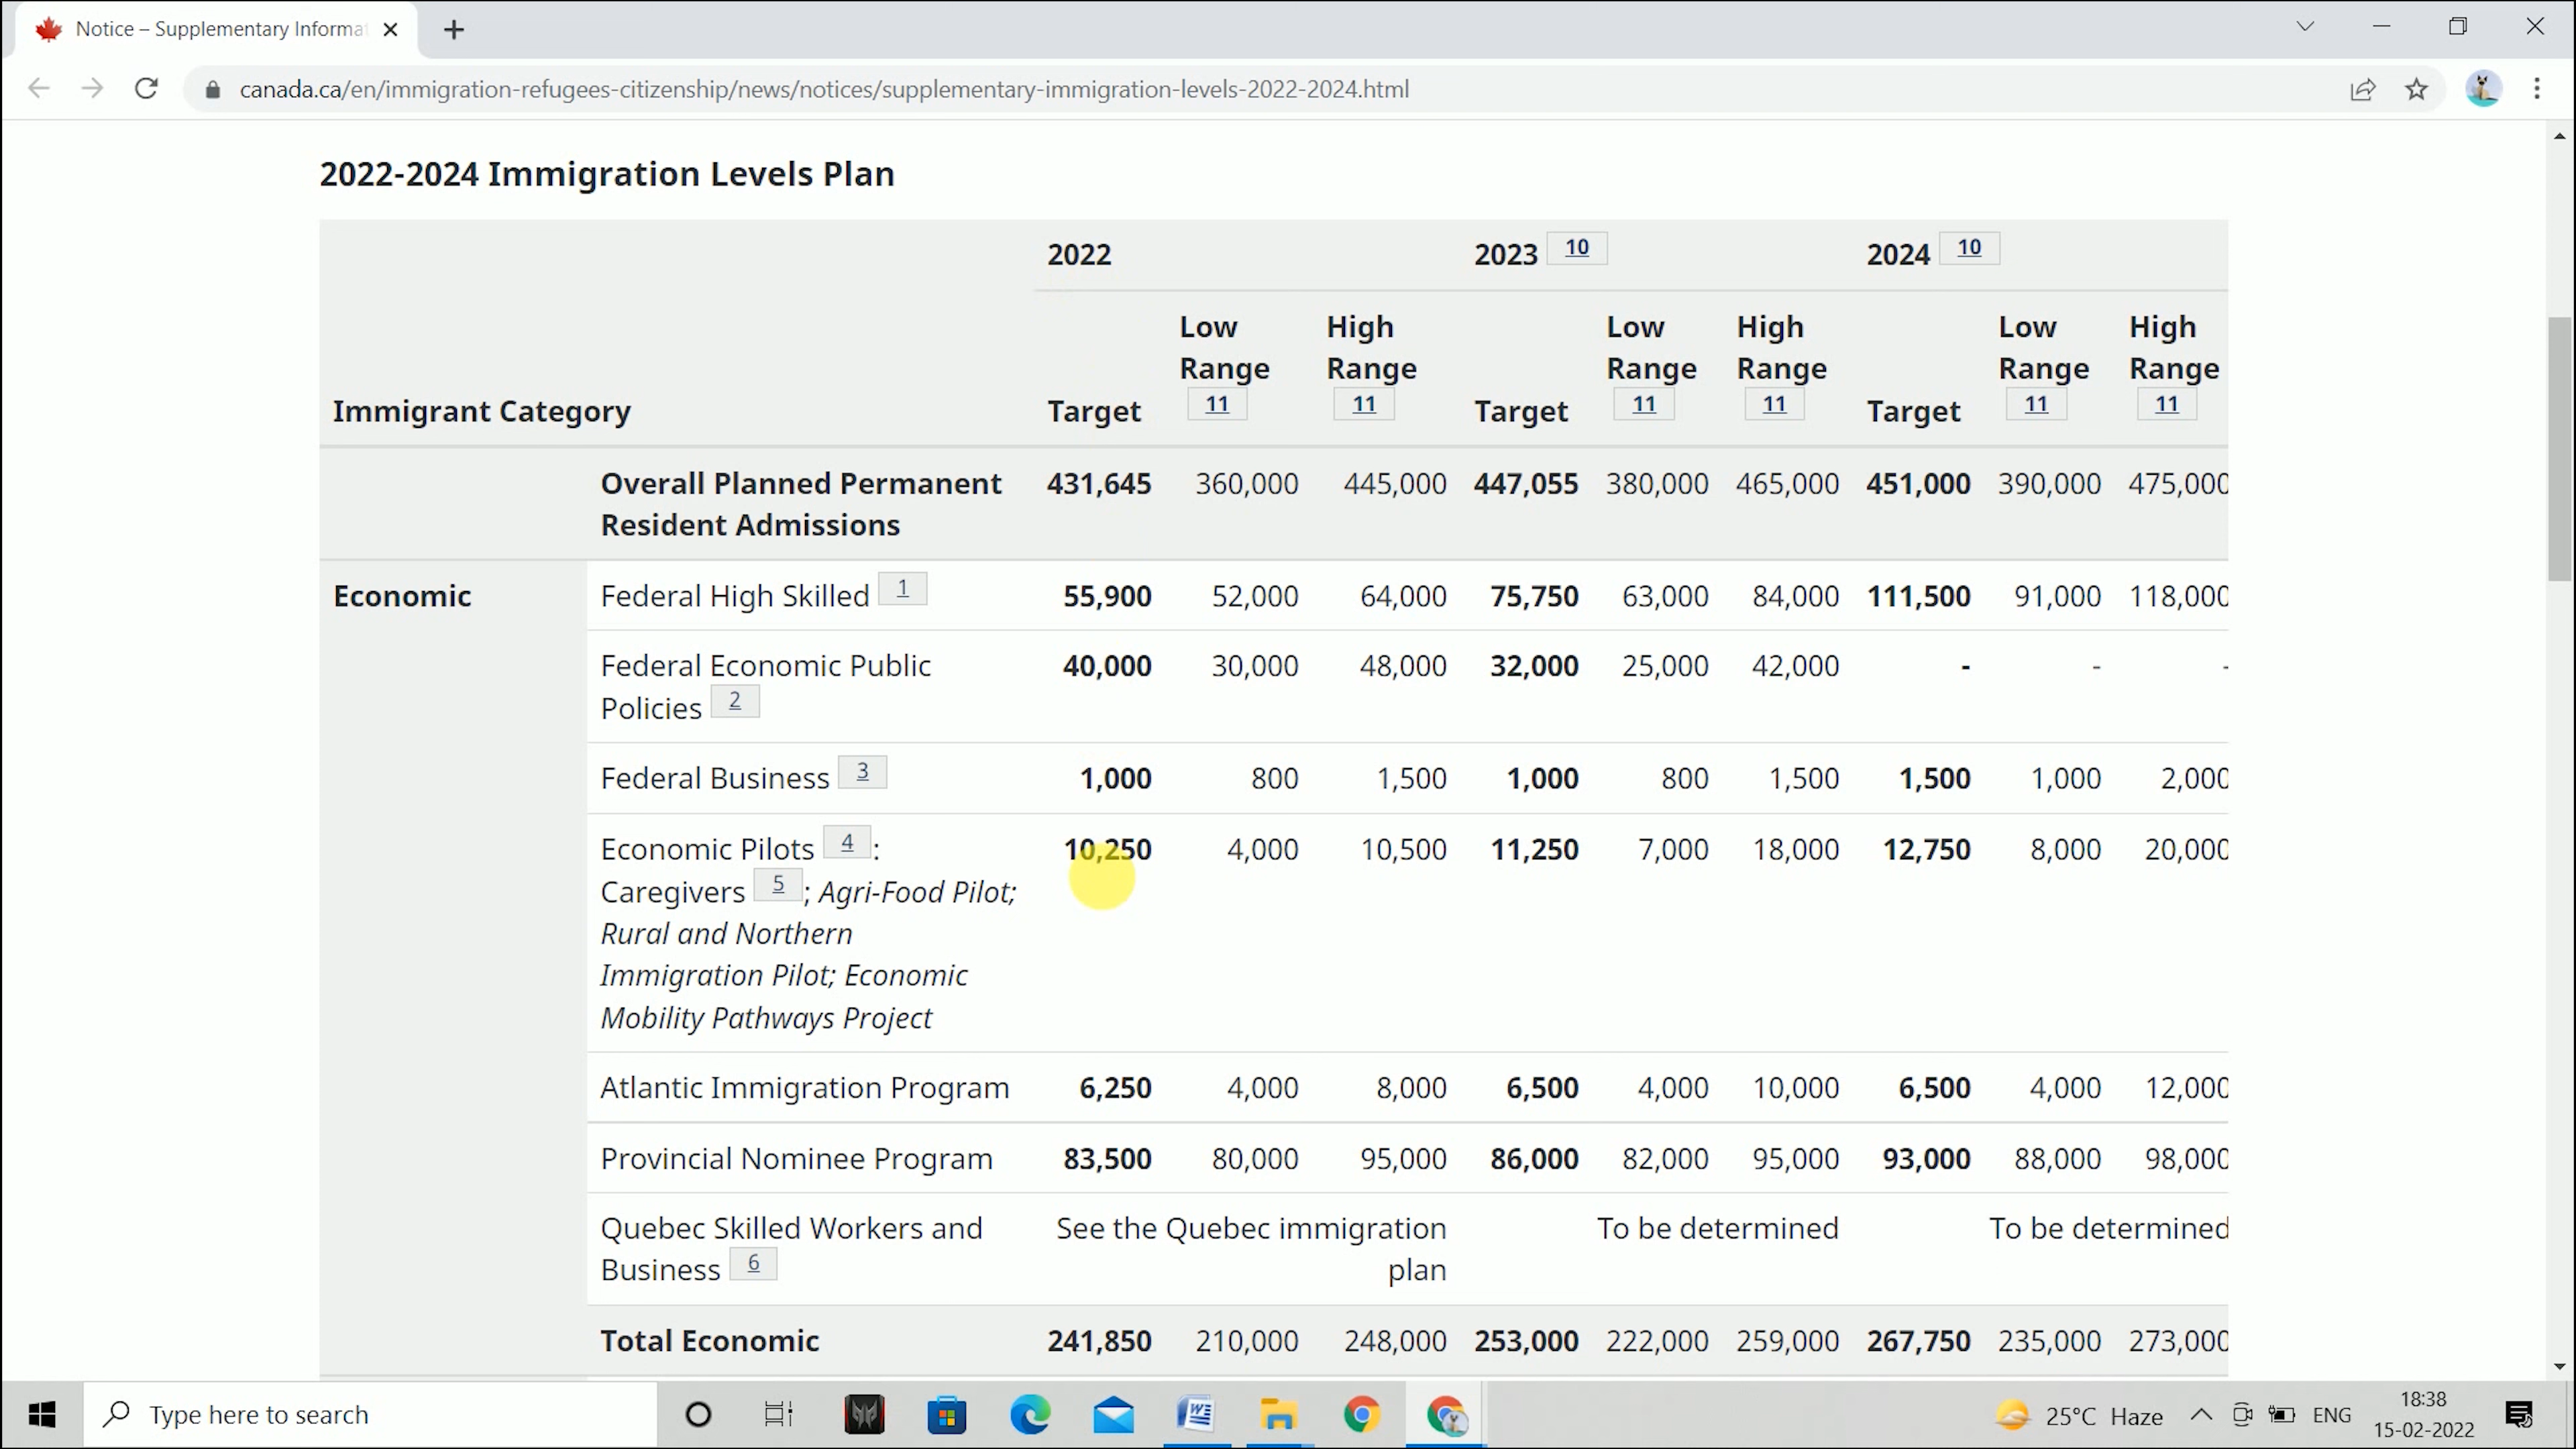 Notice – Supplementary Informat
canada.ca/en/immigration-refugees-citizenship/news/notices/supplementary-immigration-levels-2022-2024.html
2022-2024 Immigration Levels Plan
2022 2023 10 2024 10
Low High Low High Low High
Range Range Range Range Range Range
Immigrant Category Target 11 11 Target 11 11 Target 11 11
Overall Planned Permanent 431,645 360,000 445,000 447,055 380,000 465,000 451,000 390,000 475,000
Resident Admissions
Economic Federal High Skilled 1 55,900 52,000 64,000 75,750 63,000 84,000 111,500 91,000 118,000
Federal Economic Public 40,000 30,000 48,000 32,000 25,000 42,000 - - -
Policies 2
Federal Business 3 1,000 800 1,500 1,000 800 1,500 1,500 1,000 2,000
Economic Pilots 4 : 10,250 4,000 10,500 11,250 7,000 18,000 12,750 8,000 20,000
Caregivers 5 ; Agri-Food Pilot;
Rural and Northern
Immigration Pilot; Economic
Mobility Pathways Project
Atlantic Immigration Program 6,250 4,000 8,000 6,500 4,000 10,000 6,500 4,000 12,000
Provincial Nominee Program 83,500 80,000 95,000 86,000 82,000 95,000 93,000 88,000 98,000
Quebec Skilled Workers and See the Quebec immigration To be determined To be determined
Business 6 plan
Total Economic 241,850 210,000 248,000 253,000 222,000 259,000 267,750 235,000 273,000
Type here to search 25°C Haze ENG 18:38
15-02-2022